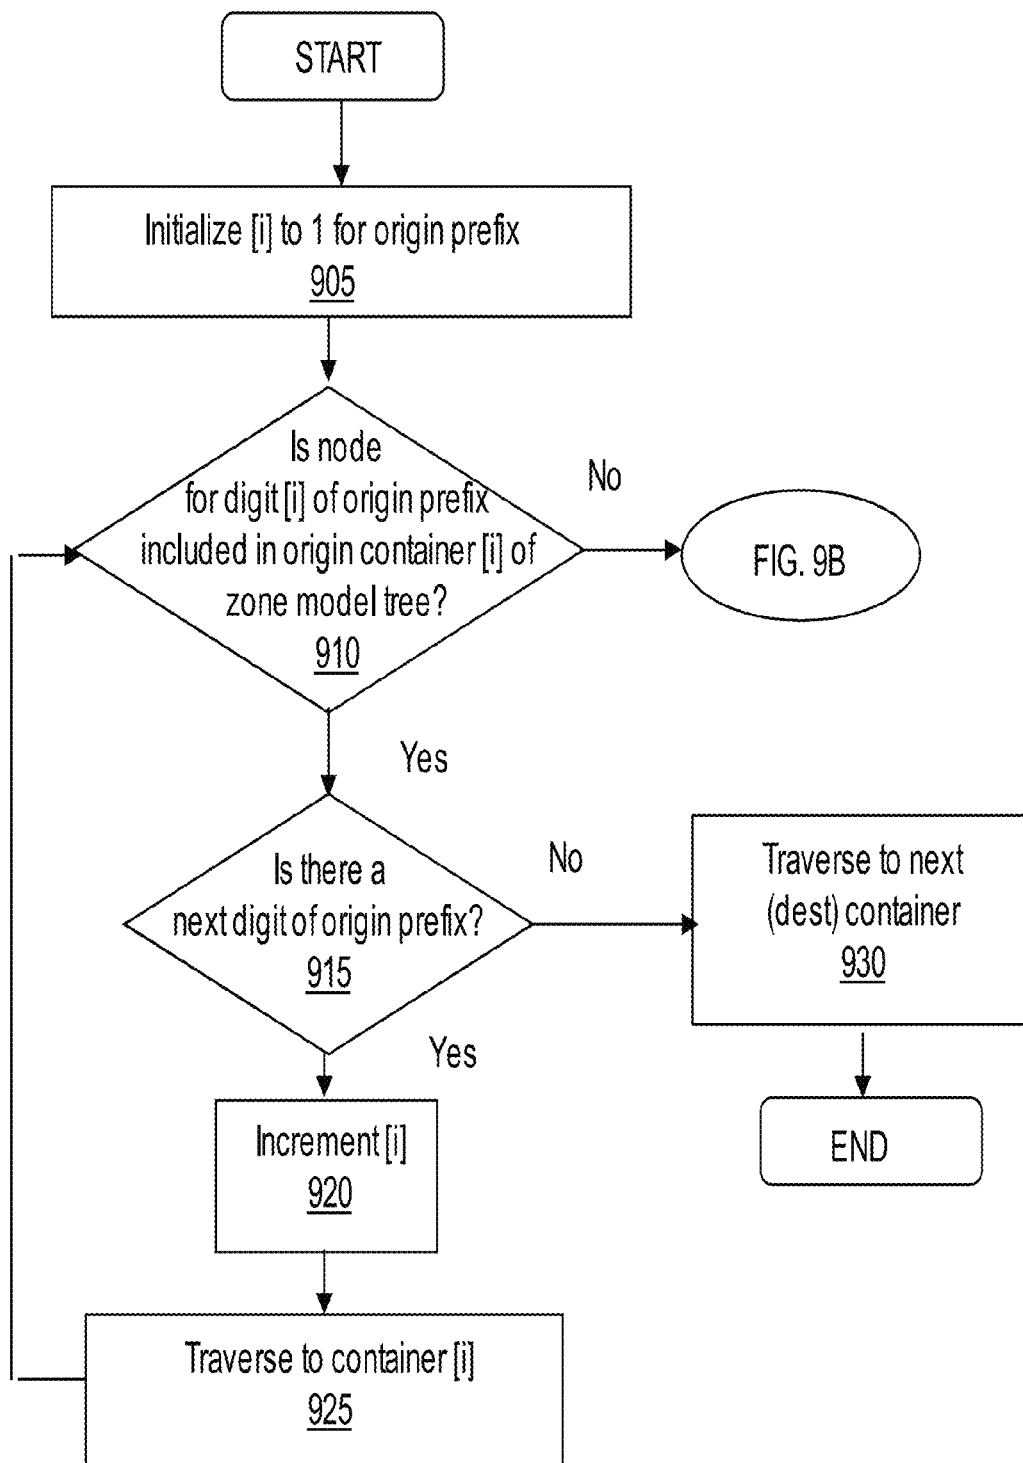 START
Initialize [i] to 1 for origin prefix
905
Is node
for digit [i] of origin prefix
included in origin container [i] of
zone model tree?
910
No
FIG. 9B
Yes
Is there a
next digit of origin prefix?
915
No
Traverse to next
(dest) container
930
Yes
END
Increment [i]
920
Traverse to container [i]
925